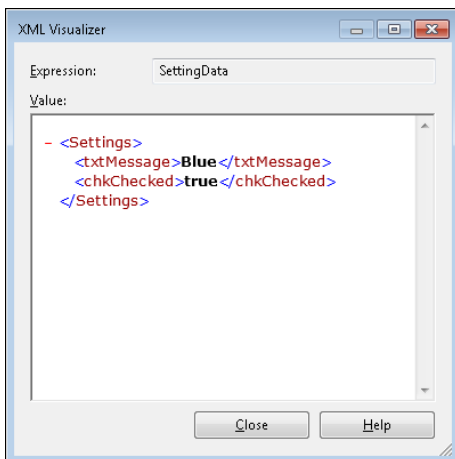 XML Visualizer
Expression: SettingData
Value:
- <Settings>
<txtMessage>Blue</txtMessage>
<chkChecked>true</chkChecked>
</Settings>
Close Help